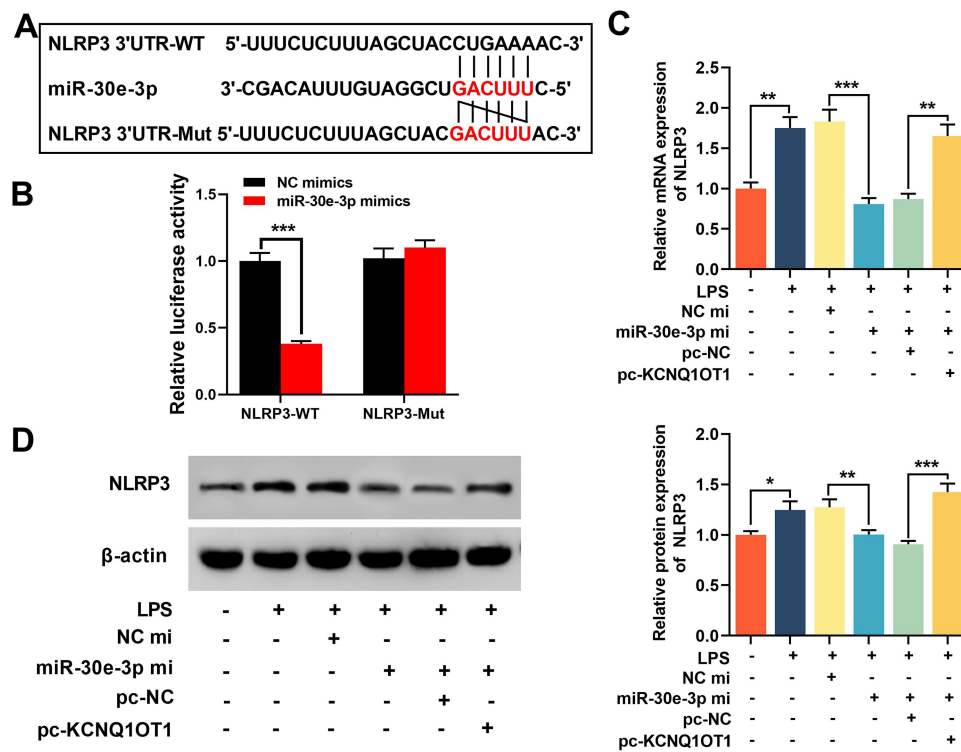 A
NLRP3 3'UTR-WT 5'-UUUCUCUUUAGCUACCUGAAAAC-3'
miR-30e-3p 3'-CGACAUUUGUAGGCUGACUUUC-5'
NLRP3 3'UTR-Mut 5'-UUUCUCUUUAGCUACGACUUUAC-3'
B
NC mimics
miR-30e-3p mimics
Relative luciferase activity
1.5
1.0
0.5
0.0
***
NLRP3-WT NLRP3-Mut
C
Relative mRNA expression
of NLRP3
2.5
2.0
1.5
1.0
0.5
0.0
** *** **
LPS - + + + + +
NC mi - - + - - -
miR-30e-3p mi - - - + + +
pc-NC - - - - + -
pc-KCNQ1OT1 - - - - - +
D
NLRP3
β-actin
LPS - + + + + +
NC mi - - + - - -
miR-30e-3p mi - - - + + +
pc-NC - - - - + -
pc-KCNQ1OT1 - - - - - +
Relative protein expression
of NLRP3
2.0
1.5
1.0
0.5
0.0
* ** ***
LPS - + + + + +
NC mi - - + - - -
miR-30e-3p mi - - - + + +
pc-NC - - - - + -
pc-KCNQ1OT1 - - - - - +